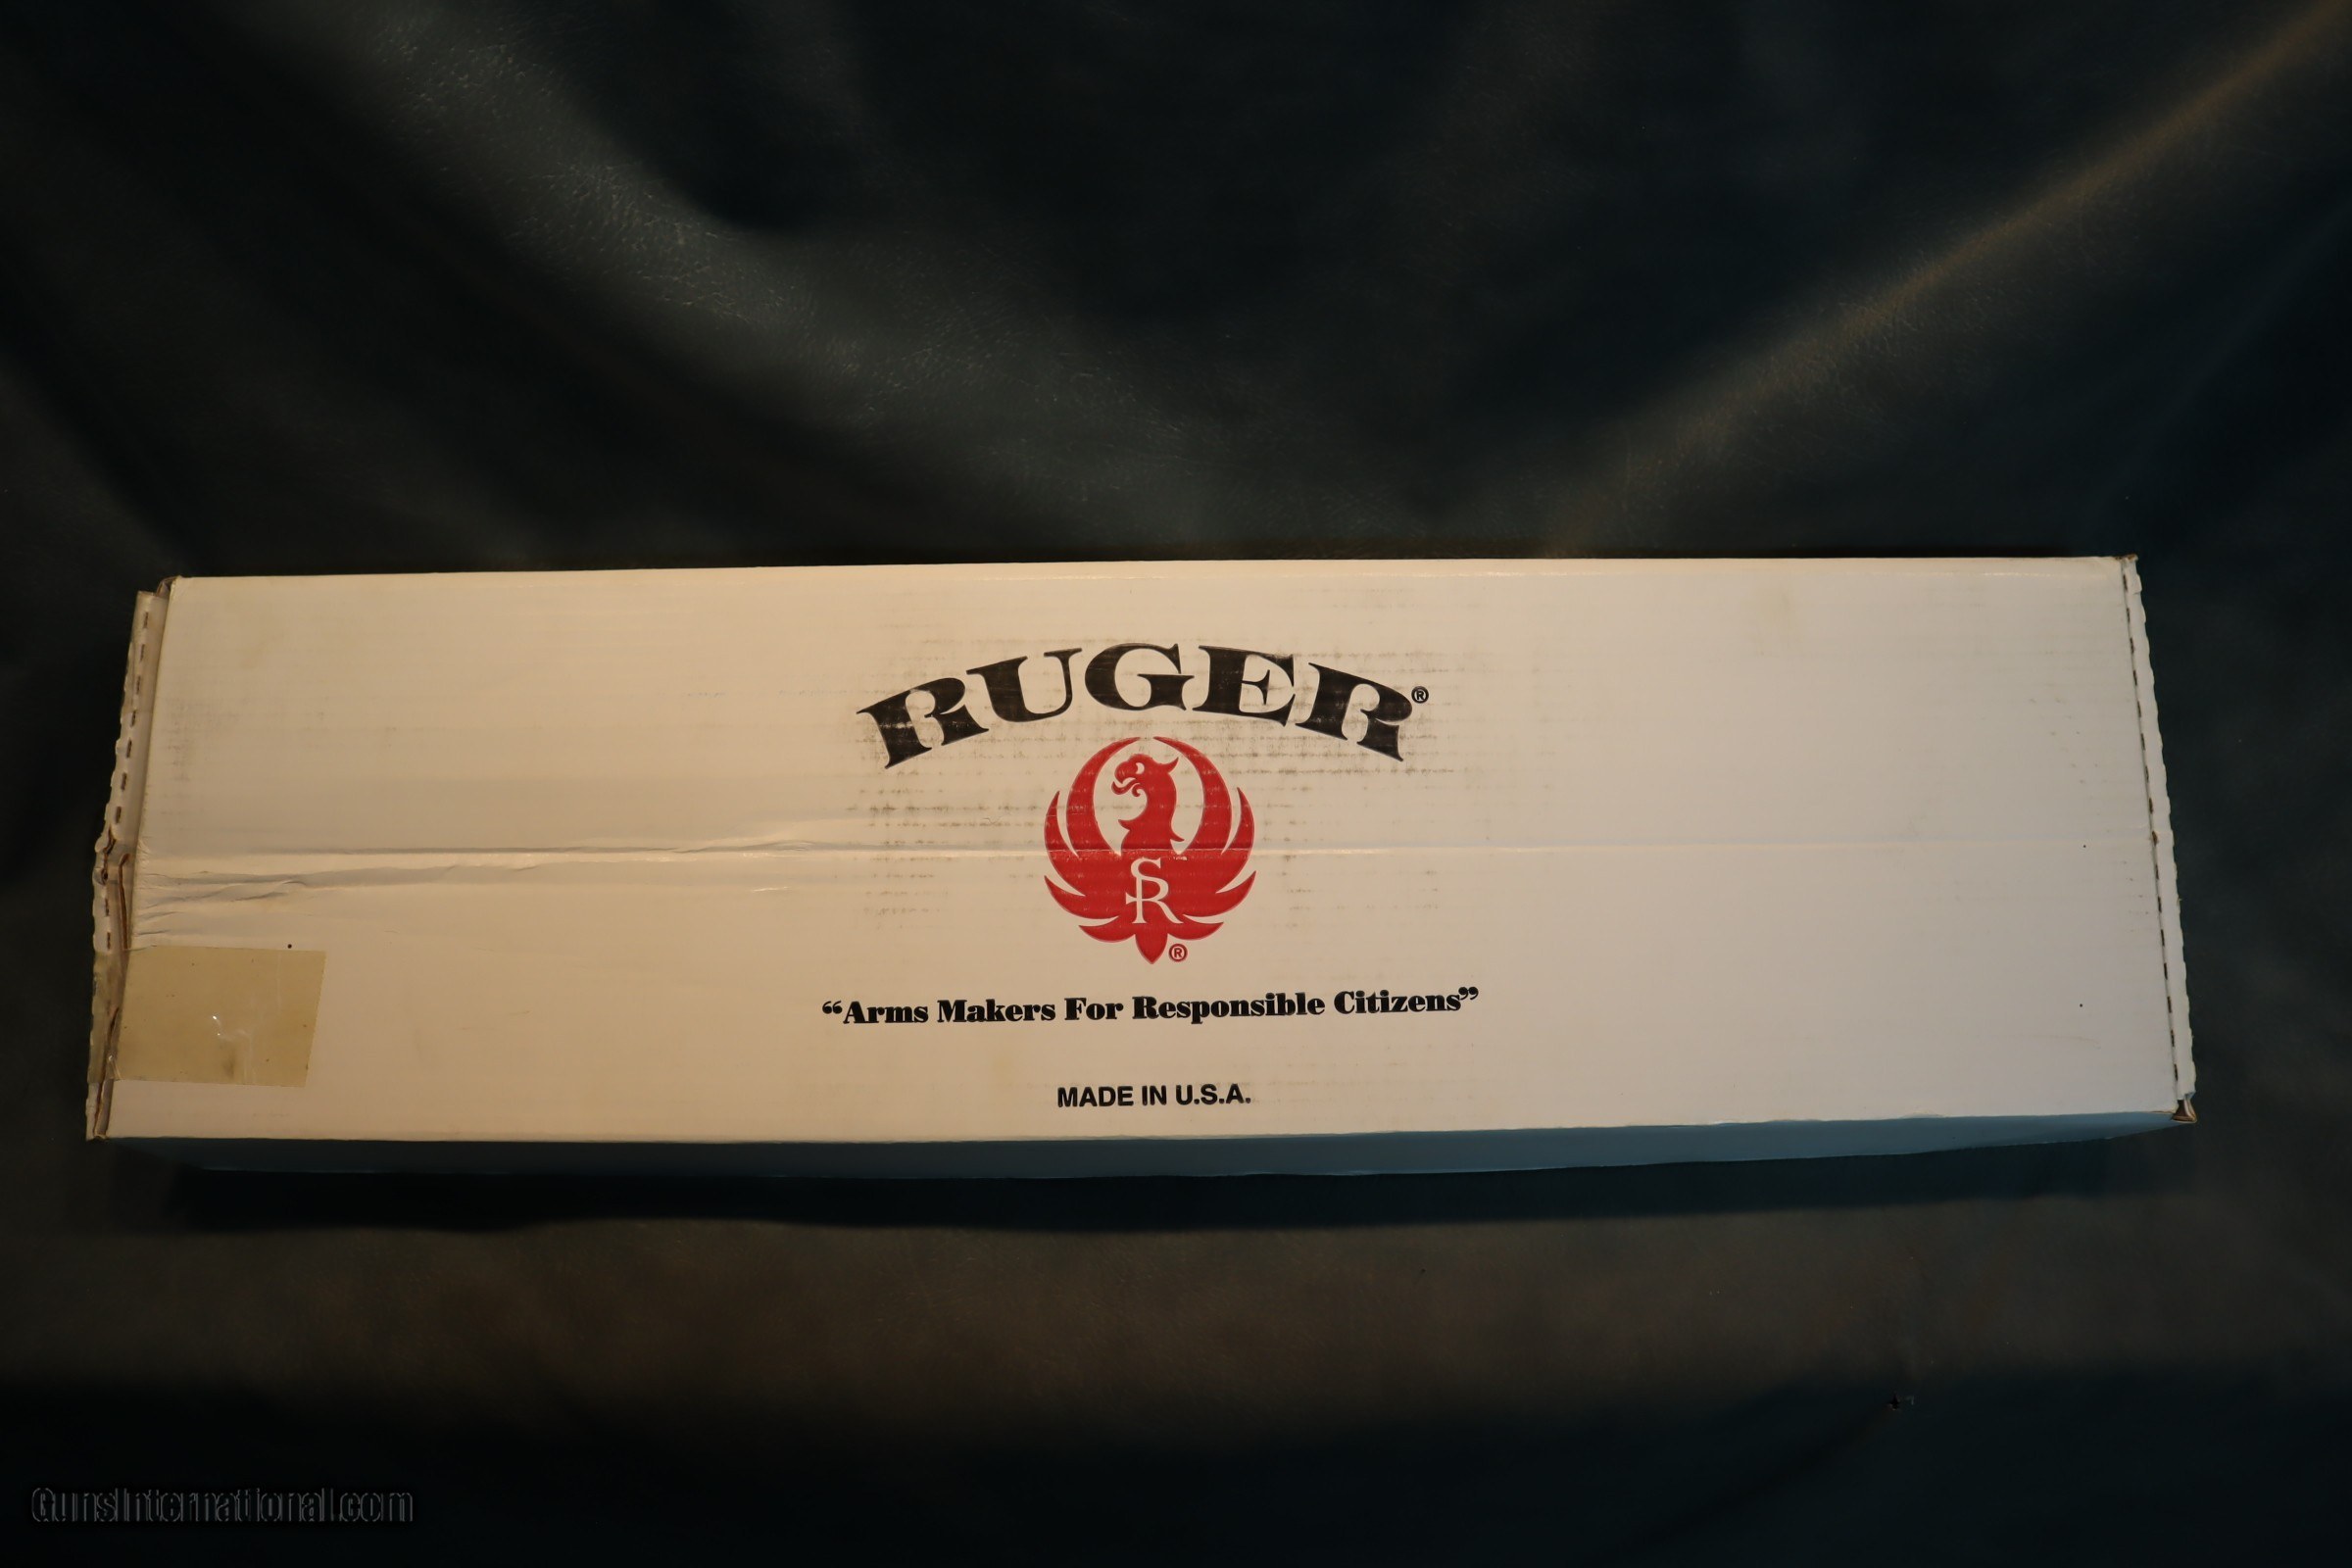 RUGER®
SR
®
“Arms Makers For Responsible Citizens”
MADE IN U.S.A.
GunsInternational.com